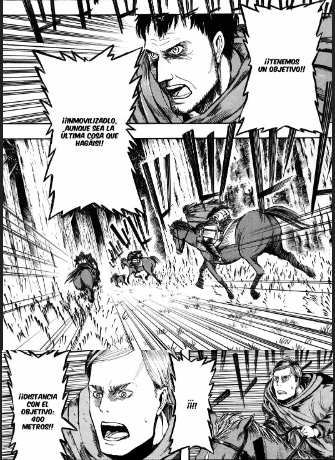 ¡¡TENEMOS
UN OBJETIVO!!
¡¡INMOVILIZADLO,
AUNQUE SEA LA
ÚLTIMA COSA QUE
HAGÁIS!!
...
¡!!
¡¡DISTANCIA
CON EL
OBJETIVO:
400
METROS!!